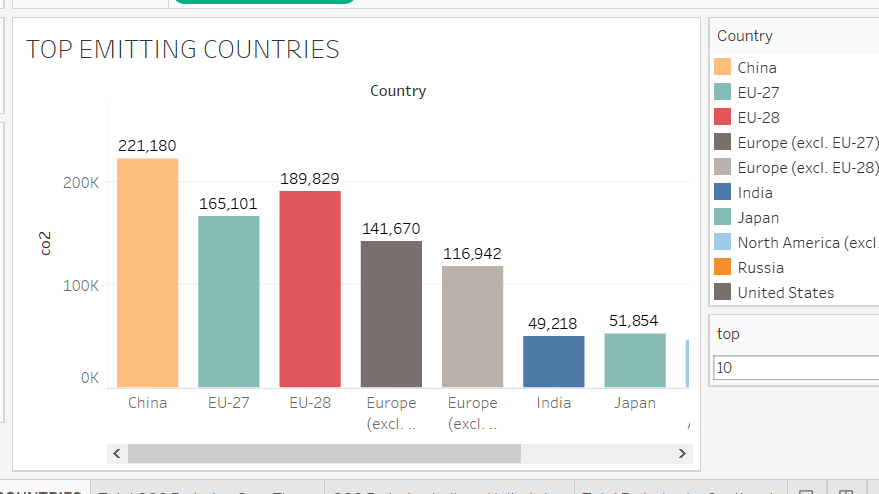 TOP EMITTING COUNTRIES
Country
co2
200K
100K
0K
221,180
165,101
189,829
141,670
116,942
49,218
51,854
China
EU-27
EU-28
Europe
(excl. ..
Europe
(excl. ..
India
Japan
Country
China
EU-27
EU-28
Europe (excl. EU-27)
Europe (excl. EU-28)
India
Japan
North America (excl.
Russia
United States
top
10